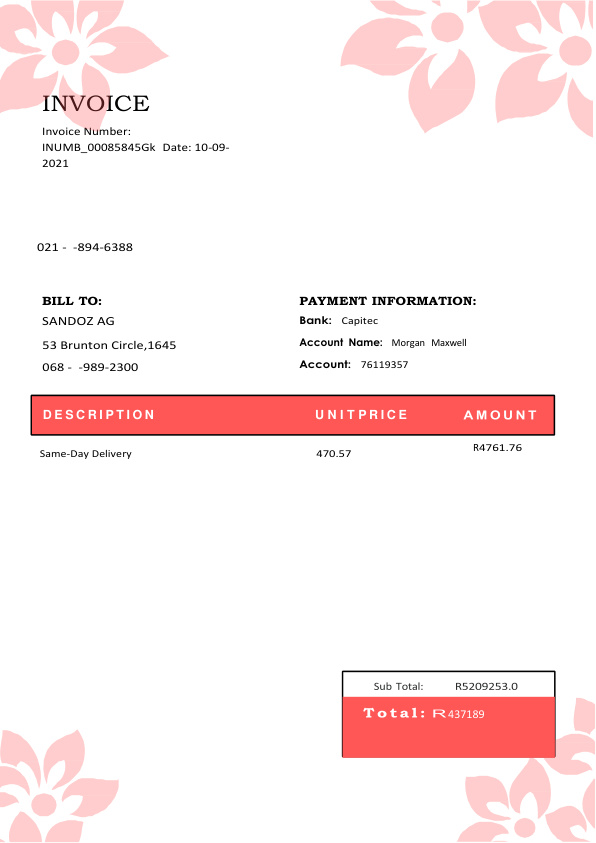 INVOICE
Invoice Number:
INUMB_00085845Gk Date: 10-09-
2021
021 - -894-6388
BILL TO:
SANDOZ AG
53 Brunton Circle,1645
068 - -989-2300
PAYMENT INFORMATION:
Bank: Capitec
Account Name: Morgan Maxwell
Account: 76119357
DESCRIPTION UNITPRICE AMOUNT
Same-Day Delivery 470.57 R4761.76
Sub Total: R5209253.0
Total: R437189